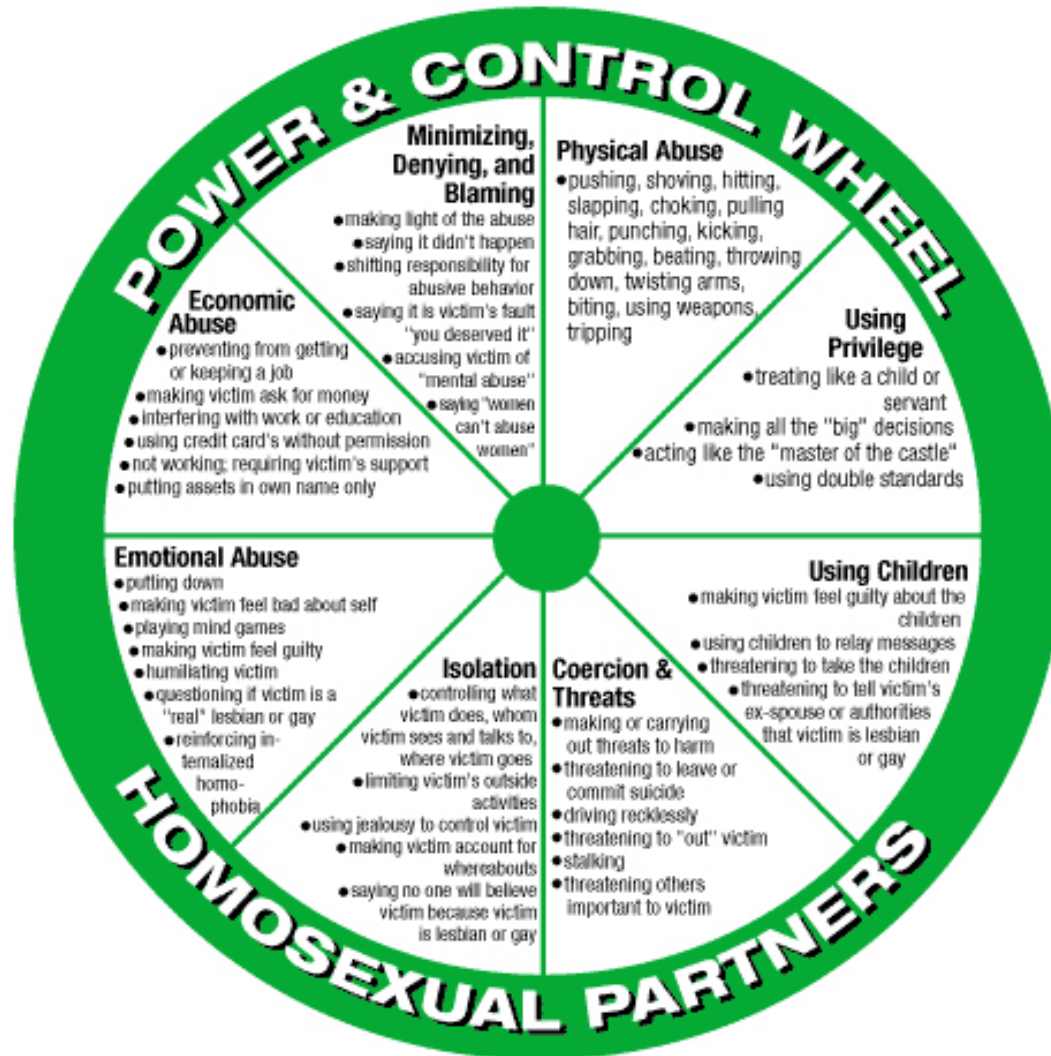 POWER & CONTROL WHEEL
Minimizing,
Denying, and
Blaming
•making light of the abuse
•saying it didn't happen
•shifting responsibility for
abusive behavior
•saying it is victim's fault
"you deserved it"
•accusing victim of
"mental abuse"
•saying "women
can't abuse
women"
Physical Abuse
•pushing, shoving, hitting,
slapping, choking, pulling
hair, punching, kicking,
grabbing, beating, throwing
down, twisting arms,
biting, using weapons,
tripping
Using
Privilege
•treating like a child or
servant
•making all the "big" decisions
•acting like the "master of the castle"
•using double standards
Using Children
•making victim feel guilty about the
children
•using children to relay messages
•threatening to take the children
•threatening to tell victim's
ex-spouse or authorities
that victim is lesbian
or gay
Coercion &
Threats
•making or carrying
out threats to harm
•threatening to leave or
commit suicide
•driving recklessly
•threatening to "out" victim
•stalking
•threatening others
important to victim
Isolation
•controlling what
victim does, whom
victim sees and talks to,
where victim goes
•limiting victim's outside
activities
•using jealousy to control victim
•making victim account for
whereabouts
•saying no one will believe
victim because victim
is lesbian or gay
Emotional Abuse
•putting down
•making victim feel bad about self
•playing mind games
•making victim feel guilty
•humiliating victim
•questioning if victim is a
"real" lesbian or gay
•reinforcing in-
ternalized
homo-
phobia
Economic
Abuse
•preventing from getting
or keeping a job
•making victim ask for money
•interfering with work or education
•using credit card's without permission
•not working; requiring victim's support
•putting assets in own name only
HOMOSEXUAL PARTNERS